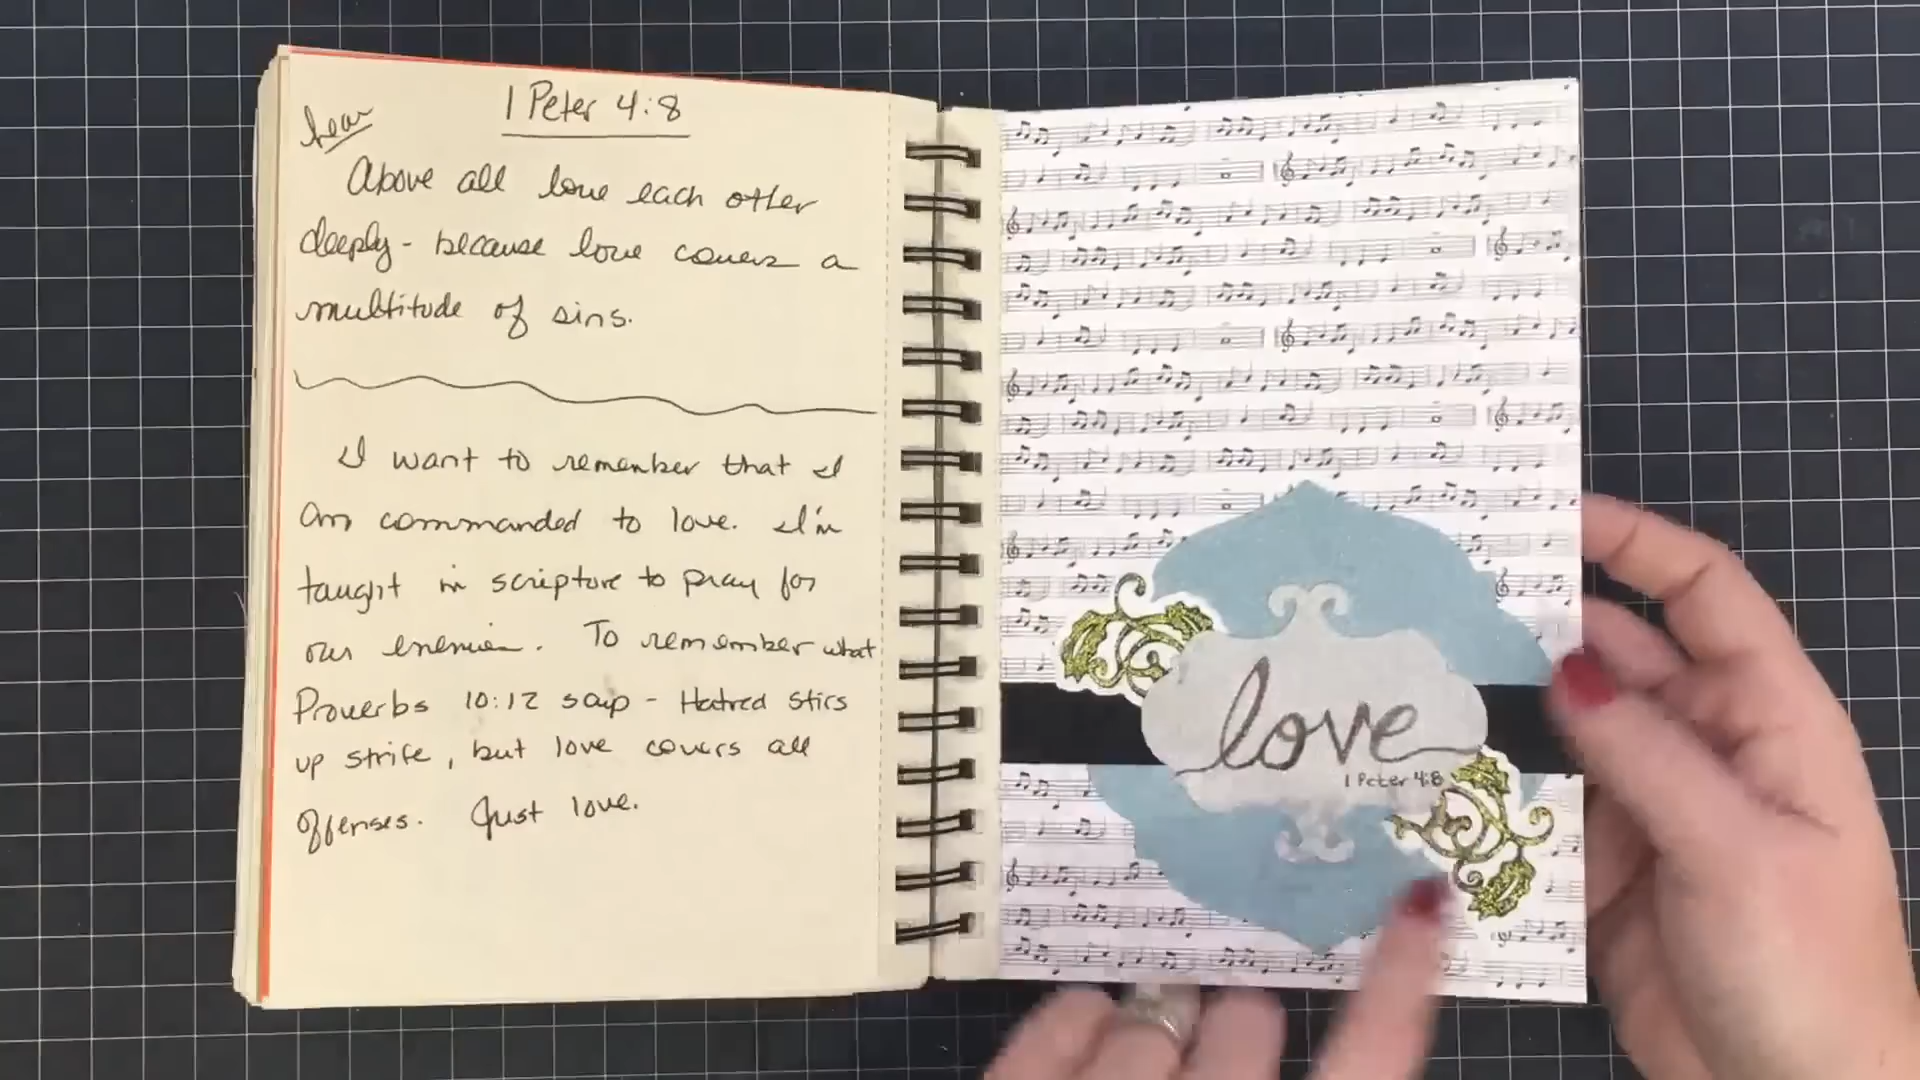 1 Peter 4:8
hear
Above all love each other
deeply - because love covers a
multitude of sins.
I want to remember that I
am commanded to love. I'm
taught in scripture to pray for
our enemies. To remember what
Proverbs 10:12 says - Hatred stirs
up strife, but love covers all
offenses. Just love.
love
1 Peter 4:8